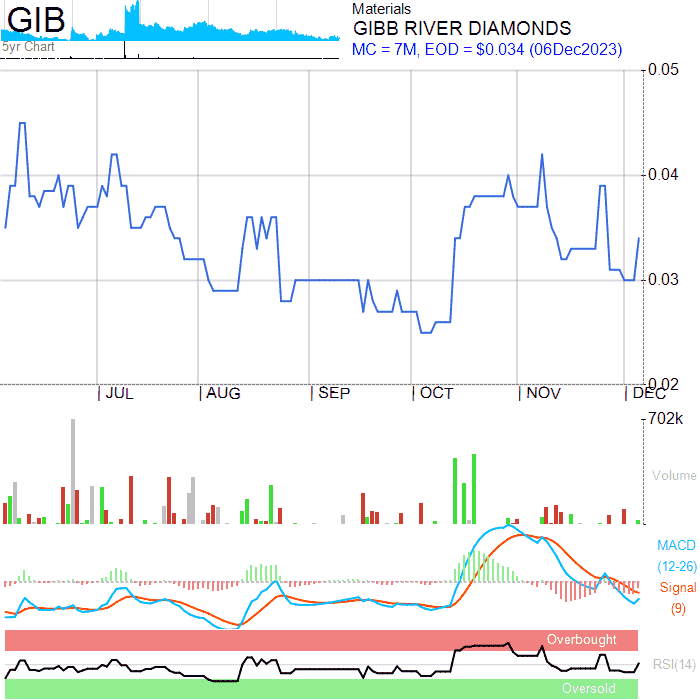 GIB
5yr Chart
Materials
GIBB RIVER DIAMONDS
MC = 7M, EOD = $0.034 (06Dec2023)
0.05
0.04
0.03
0.02
JUL
AUG
SEP
OCT
NOV
DEC
702k
Volume
MACD
(12-26)
Signal
(9)
Overbought
RSI(14)
Oversold